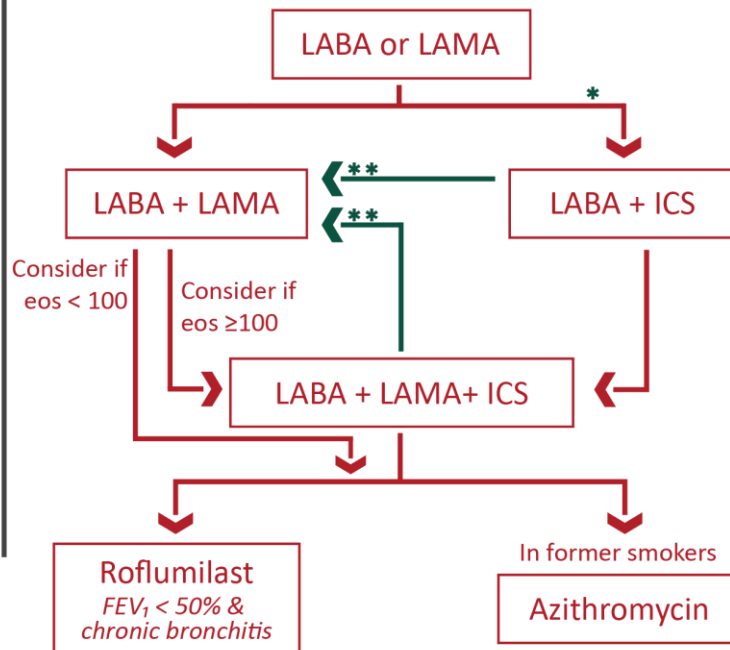 LABA or LAMA
*
LABA + LAMA
**
**
LABA + ICS
Consider if
eos < 100
Consider if
eos ≥100
LABA + LAMA+ ICS
Roflumilast
FEV₁ < 50% &
chronic bronchitis
In former smokers
Azithromycin